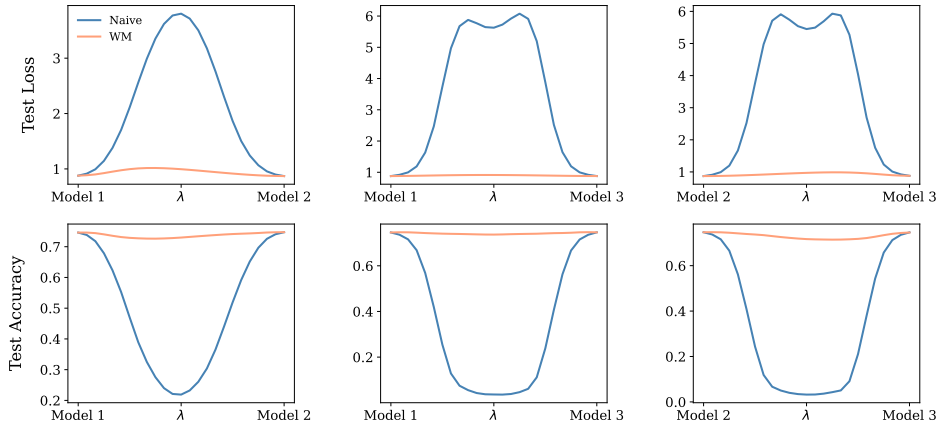 Test Loss
3
2
1
Naive
WM
Model 1 λ Model 2
6
5
4
3
2
1
Model 1 λ Model 3
6
5
4
3
2
1
Model 2 λ Model 3
Test Accuracy
0.7
0.6
0.5
0.4
0.3
0.2
Model 1 λ Model 2
0.6
0.4
0.2
Model 1 λ Model 3
0.6
0.4
0.2
0.0
Model 2 λ Model 3